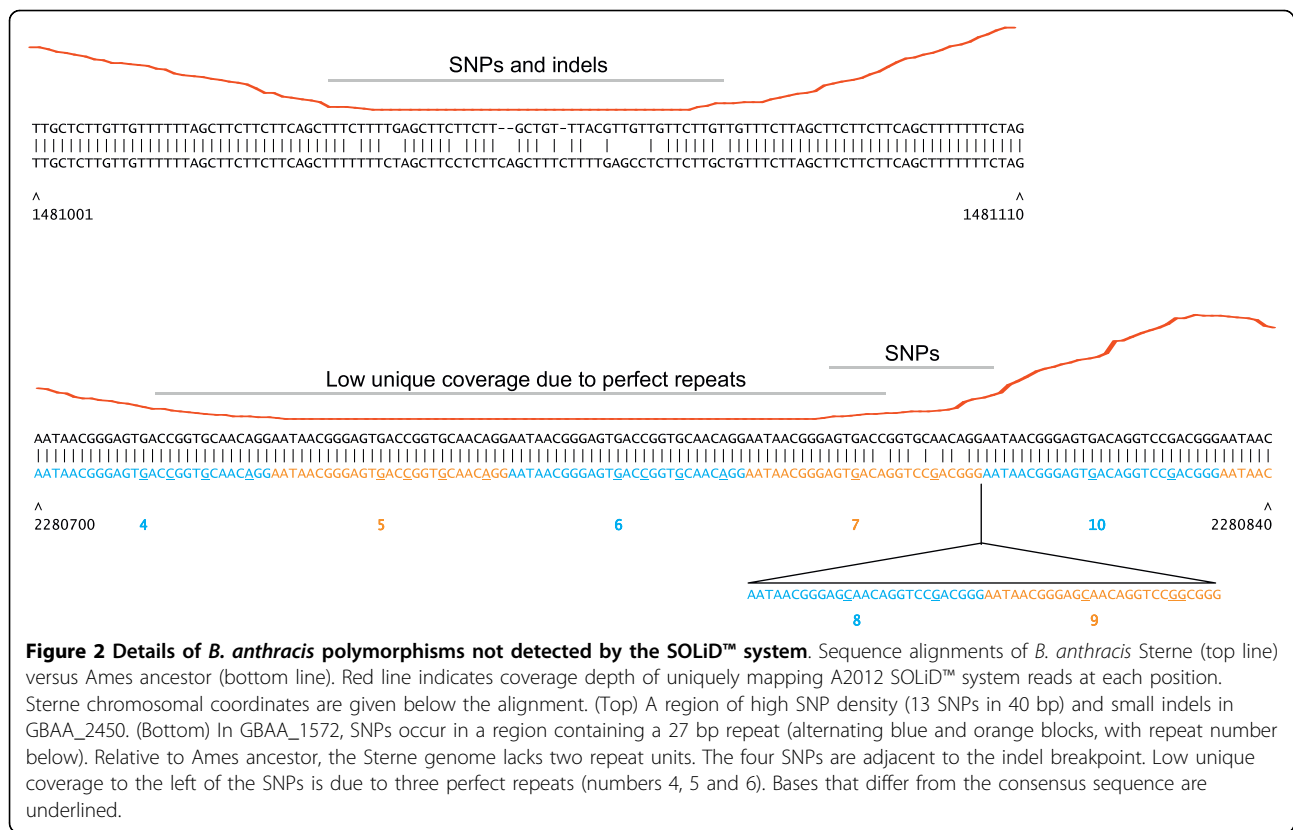 SNPs and indels
TTGCTCTTGTTGTTTTTTAGCTTCTTCTTCAGCTTTCTTTTGAGCTTCTTCTT--GCTGT-TTACGTTGTTGTTCTTGTTGTTTCTTAGCTTCTTCTTCAGCTTTTTTTCTAG
TTGCTCTTGTTGTTTTTTAGCTTCTTCTTCAGCTTTTTTTCTAGCTTCCTCTTCAGCTTTCTTTTGAGCCTCTTCTTGCTGTTTCTTAGCTTCTTCTTCAGCTTTTTTTCTAG
^ ^
1481001 1481110
SNPs
Low unique coverage due to perfect repeats
AATAACGGGAGTGACCGGTGCAACAGGAATAACGGGAGTGACCGGTGCAACAGGAATAACGGGAGTGACCGGTGCAACAGGAATAACGGGAGTGACCGGTGCAACAGGAATAACGGGAGTGACAGGTCCGACGGGAATAAC
AATAACGGGAGTGACCGGTGCAACAGGAATAACGGGAGTGACCGGTGCAACAGGAATAACGGGAGTGACCGGTGCAACAGGAATAACGGGAGTGACAGGTCCGACGGGAATAACGGGAGTGACAGGTCCGACGGGAATAAC
^ ^
2280700 4 5 6 7 10 2280840
AATAACGGGAGCAACAGGTCCGACGGGAATAACGGGAGCAACAGGTCCGGCGGG
8 9
Figure 2 Details of B. anthracis polymorphisms not detected by the SOLiD™ system. Sequence alignments of B. anthracis Sterne (top line)
versus Ames ancestor (bottom line). Red line indicates coverage depth of uniquely mapping A2012 SOLiD™ system reads at each position.
Sterne chromosomal coordinates are given below the alignment. (Top) A region of high SNP density (13 SNPs in 40 bp) and small indels in
GBAA_2450. (Bottom) In GBAA_1572, SNPs occur in a region containing a 27 bp repeat (alternating blue and orange blocks, with repeat number
below). Relative to Ames ancestor, the Sterne genome lacks two repeat units. The four SNPs are adjacent to the indel breakpoint. Low unique
coverage to the left of the SNPs is due to three perfect repeats (numbers 4, 5 and 6). Bases that differ from the consensus sequence are
underlined.